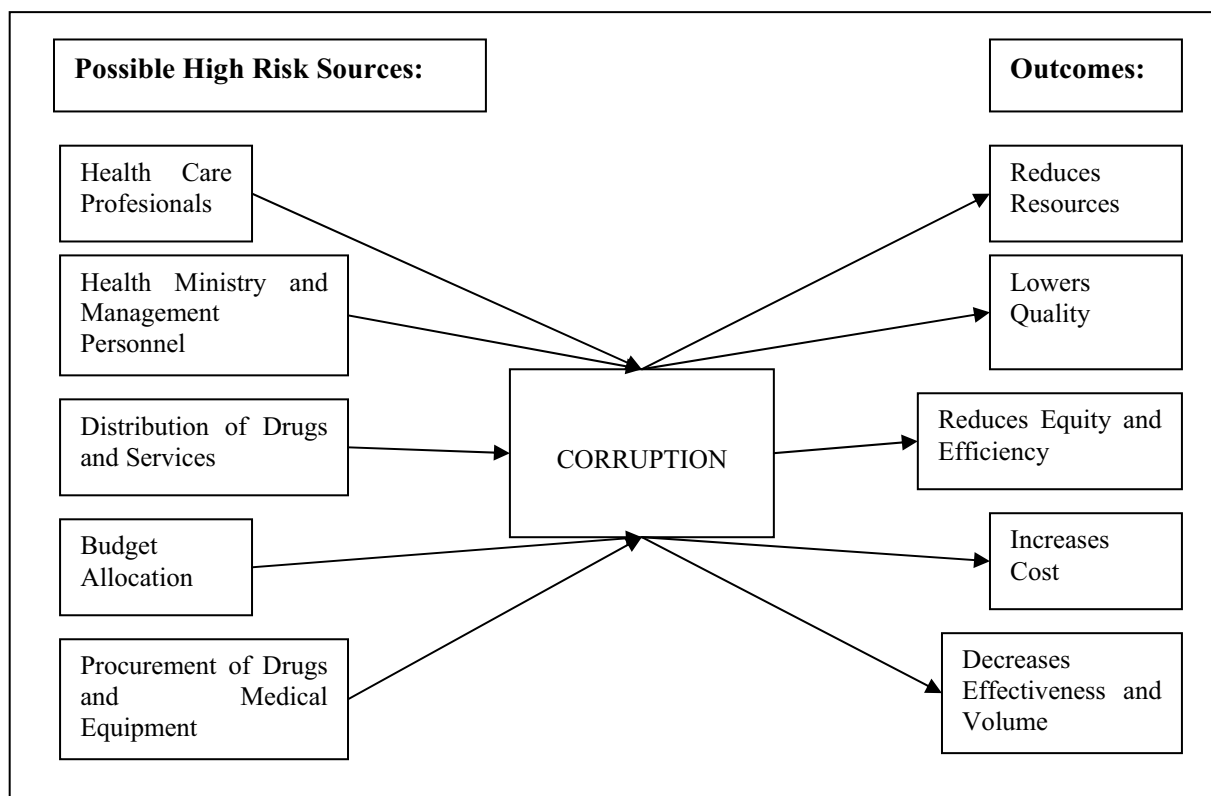 Possible High Risk Sources:
Outcomes:
Health Care
Profesionals
Health Ministry and
Management
Personnel
Distribution of Drugs
and Services
Budget
Allocation
Procurement of Drugs
and Medical
Equipment
CORRUPTION
Reduces
Resources
Lowers
Quality
Reduces Equity and
Efficiency
Increases
Cost
Decreases
Effectiveness and
Volume